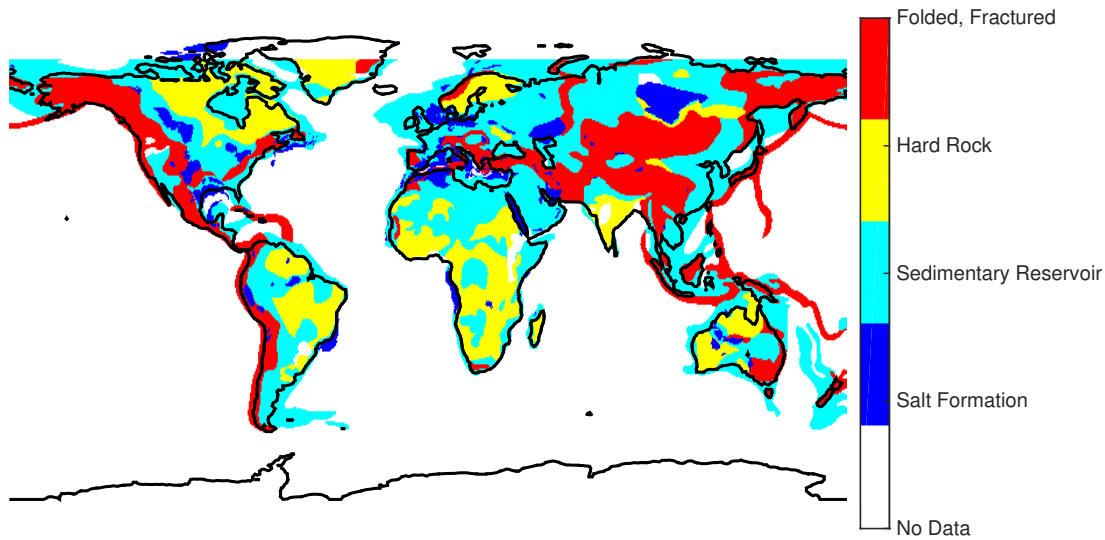 Folded, Fractured
Hard Rock
Sedimentary Reservoir
Salt Formation
No Data